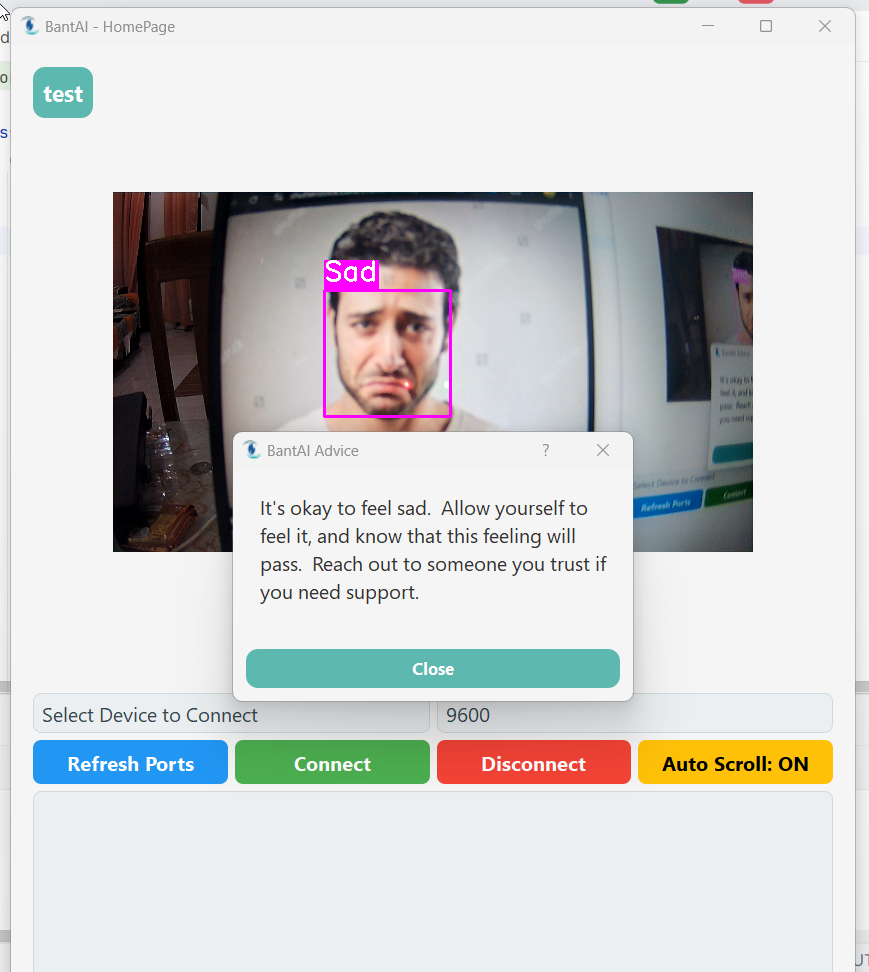 BantAI - HomePage
test
Sad
BantAI Advice
?
It's okay to feel sad.  Allow yourself to
feel it, and know that this feeling will
pass.  Reach out to someone you trust if
you need support.
Close
Select Device to Connect
9600
Refresh Ports
Connect
Disconnect
Auto Scroll: ON
Select Device to Connect
Refresh Ports
Connect